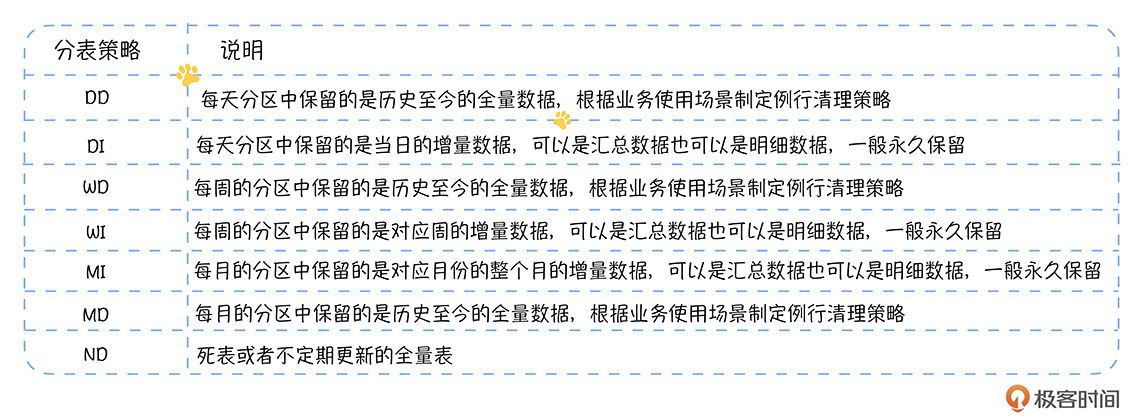 分表策略 说明
DD 每天分区中保留的是历史至今的全量数据，根据业务使用场景制定例行清理策略
DI 每天分区中保留的是当日的增量数据，可以是汇总数据也可以是明细数据，一般永久保留
WD 每周的分区中保留的是历史至今的全量数据，根据业务使用场景制定例行清理策略
WI 每周的分区中保留的是对应周的增量数据，可以是汇总数据也可以是明细数据，一般永久保留
MI 每月的分区中保留的是对应月份的整个月的增量数据，可以是汇总数据也可以是明细数据，一般永久保留
MD 每月的分区中保留的是历史至今的全量数据，根据业务使用场景制定例行清理策略
ND 死表或者不定期更新的全量表
极客时间